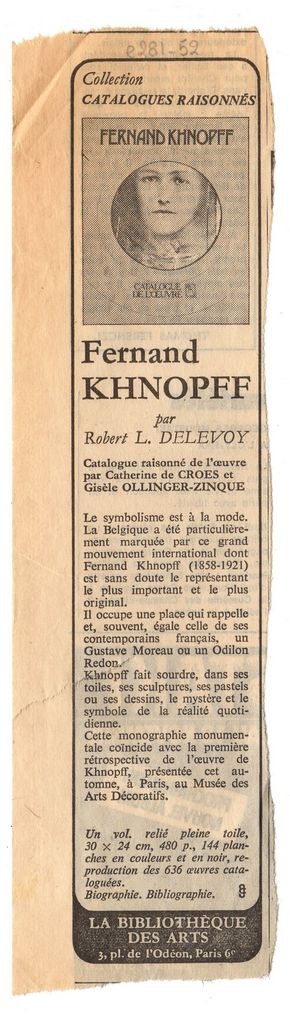 e281-52
Collection
CATALOGUES RAISONNÉS
FERNAND KHNOPFF
CATALOGUE
DE L'ŒUVRE
Fernand
KHNOPFF
par
Robert L. DELEVOY
Catalogue raisonné de l'œuvre
par Catherine de CROES et
Gisèle OLLINGER-ZINQUE
Le symbolisme est à la mode.
La Belgique a été particulière-
ment marquée par ce grand
mouvement international dont
Fernand Khnopff (1858-1921)
est sans doute le représentant
le plus important et le plus
original.
Il occupe une place qui rappelle
et, souvent, égale celle de ses
contemporains français, un
Gustave Moreau ou un Odilon
Redon.
Khnopff fait sourdre, dans ses
toiles, ses sculptures, ses pastels
ou ses dessins, le mystère et le
symbole de la réalité quoti-
dienne.
Cette monographie monumen-
tale coïncide avec la première
rétrospective de l'œuvre de
Khnopff, présentée cet au-
tomne, à Paris, au Musée des
Arts Décoratifs.
Un vol. relié pleine toile,
30 × 24 cm, 480 p., 144 plan-
ches en couleurs et en noir, re-
production des 636 œuvres cata-
loguées.
Biographie. Bibliographie.
LA BIBLIOTHÈQUE
DES ARTS
3, pl. de l'Odéon, Paris 6e